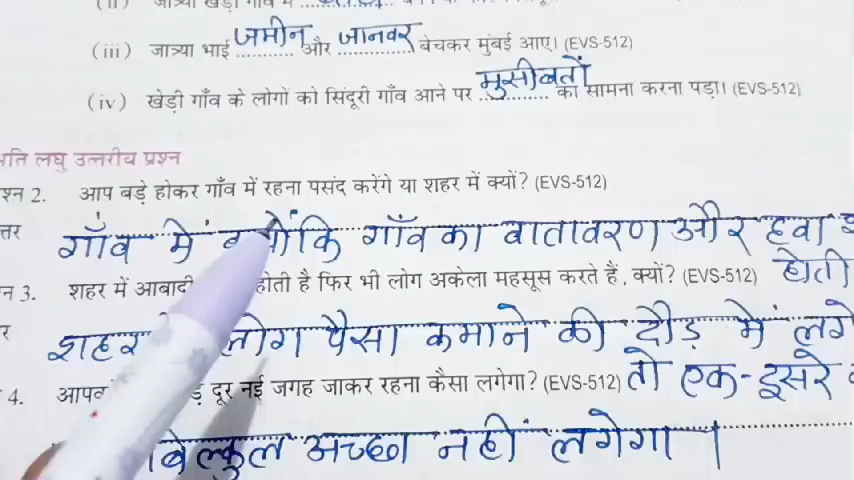 (ii) जात्र्या खेड़ी गाँव में
(iii) जात्र्या भाई जमीन और जानवर बेचकर मुंबई आए। (EVS-512)
(iv) खेड़ी गाँव के लोगों को सिंदूरी गाँव आने पर मुसीबतों का सामना करना पड़ा। (EVS-512)
अति लघु उत्तरीय प्रश्न
प्रश्न 2. आप बड़े होकर गाँव में रहना पसंद करेंगे या शहर में क्यों? (EVS-512)
गाँव में क्योंकि गाँव का वातावरण और हवा
3. शहर में आबादी होती है फिर भी लोग अकेला महसूस करते हैं, क्यों? (EVS-512) होती
शहर लोग पैसा कमाने की दौड़ में लगे
4. दूर नई जगह जाकर रहना कैसा लगेगा? (EVS-512) तो एक-दूसरे
बिल्कुल अच्छा नहीं लगेगा।